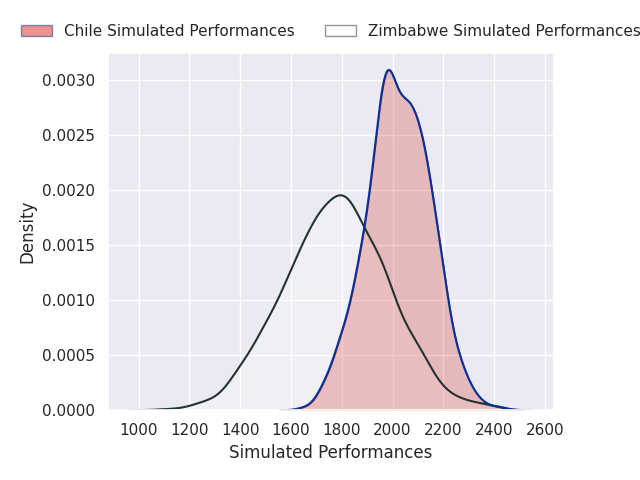 Chile Simulated Performances Zimbabwe Simulated Performances
0.0030
0.0025
0.0020
0.0015
0.0010
0.0005
0.0000
Density
1000 1200 1400 1600 1800 2000 2200 2400 2600
Simulated Performances